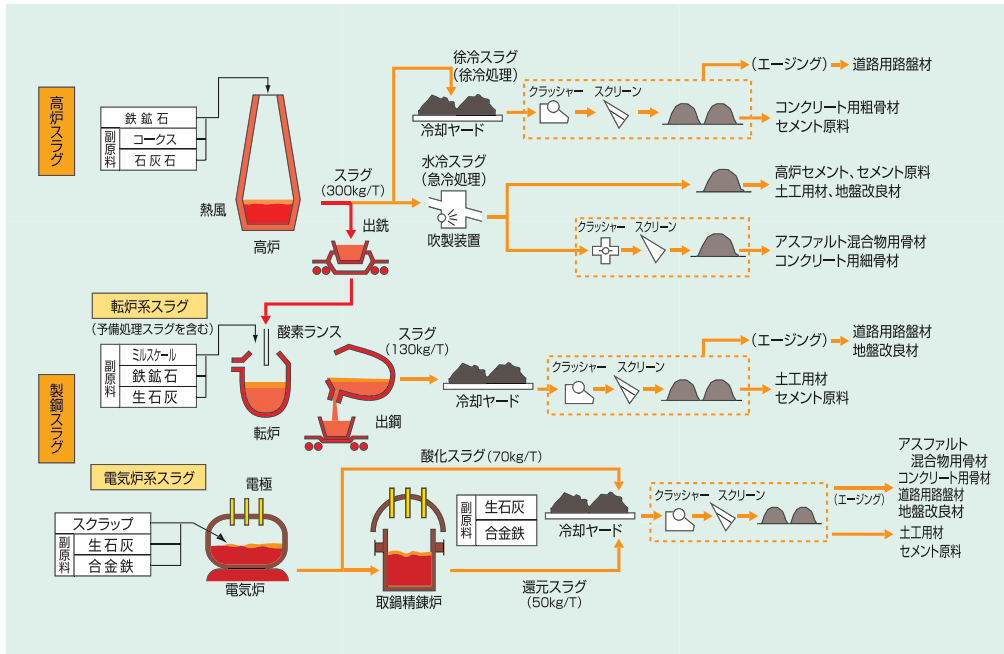 高炉スラグ
鉄鉱石
副原料
コークス
石灰石
熱風
高炉
スラグ
(300kg/T)
出銑
徐冷スラグ
(徐冷処理)
冷却ヤード
クラッシャー
スクリーン
(エージング)
道路用路盤材
コンクリート用粗骨材
セメント原料
水冷スラグ
(急冷処理)
吹製装置
高炉セメント、セメント原料
土工用材、地盤改良材
クラッシャー
スクリーン
アスファルト混合物用骨材
コンクリート用細骨材
製鋼スラグ
転炉系スラグ
(予備処理スラグを含む)
副原料
ミルスケール
鉄鉱石
生石灰
酸素ランス
転炉
スラグ
(130kg/T)
出鋼
冷却ヤード
クラッシャー
スクリーン
(エージング)
道路用路盤材
地盤改良材
土工用材
セメント原料
電気炉系スラグ
電極
スクラップ
副原料
生石灰
合金鉄
電気炉
酸化スラグ(70kg/T)
取鍋精錬炉
副原料
生石灰
合金鉄
還元スラグ
(50kg/T)
冷却ヤード
クラッシャー
スクリーン
(エージング)
アスファルト
混合物用骨材
コンクリート用骨材
道路用路盤材
地盤改良材
土工用材
セメント原料